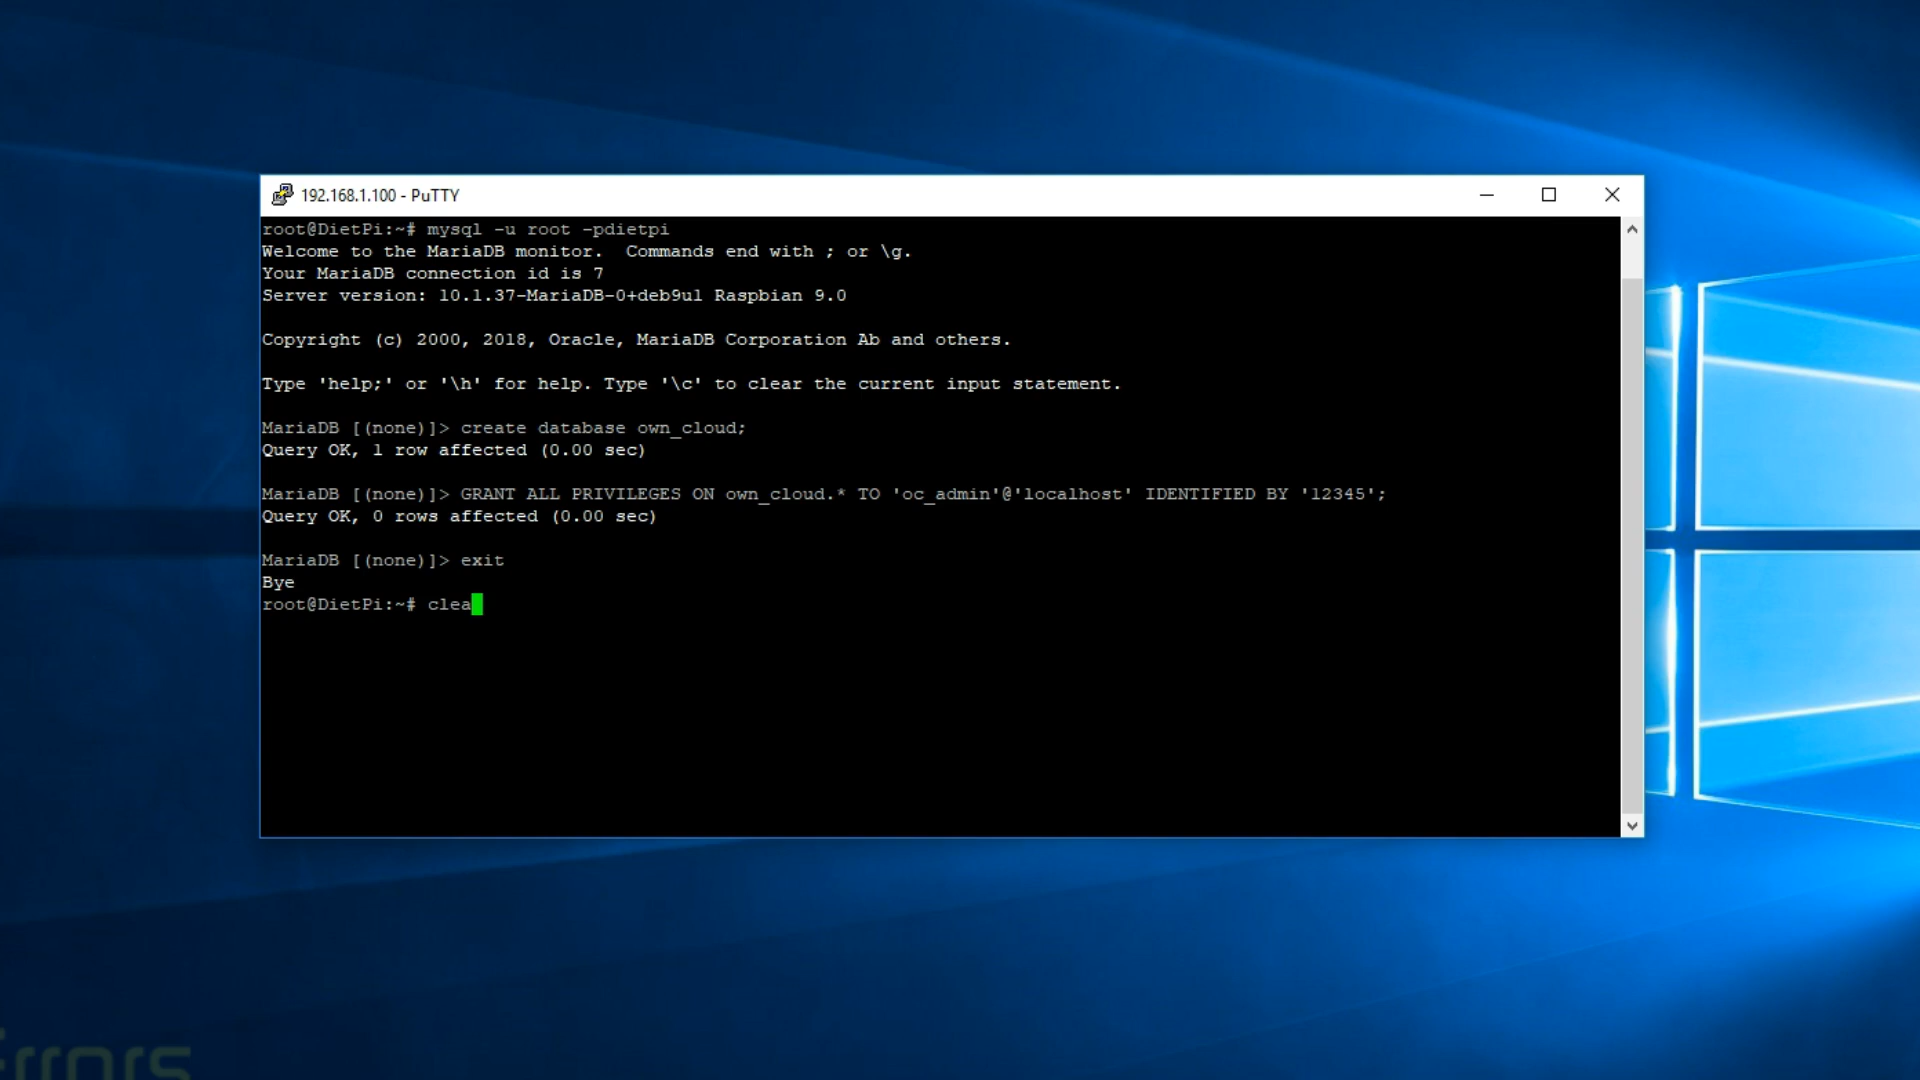 192.168.1.100 - PuTTY
root@DietPi:~# mysql -u root -pdietpi
Welcome to the MariaDB monitor.  Commands end with ; or \g.
Your MariaDB connection id is 7
Server version: 10.1.37-MariaDB-0+deb9u1 Raspbian 9.0
Copyright (c) 2000, 2018, Oracle, MariaDB Corporation Ab and others.
Type 'help;' or '\h' for help. Type '\c' to clear the current input statement.
MariaDB [(none)]> create database own_cloud;
Query OK, 1 row affected (0.00 sec)
MariaDB [(none)]> GRANT ALL PRIVILEGES ON own_cloud.* TO 'oc_admin'@'localhost' IDENTIFIED BY '12345';
Query OK, 0 rows affected (0.00 sec)
MariaDB [(none)]> exit
Bye
root@DietPi:~# clea
Errors